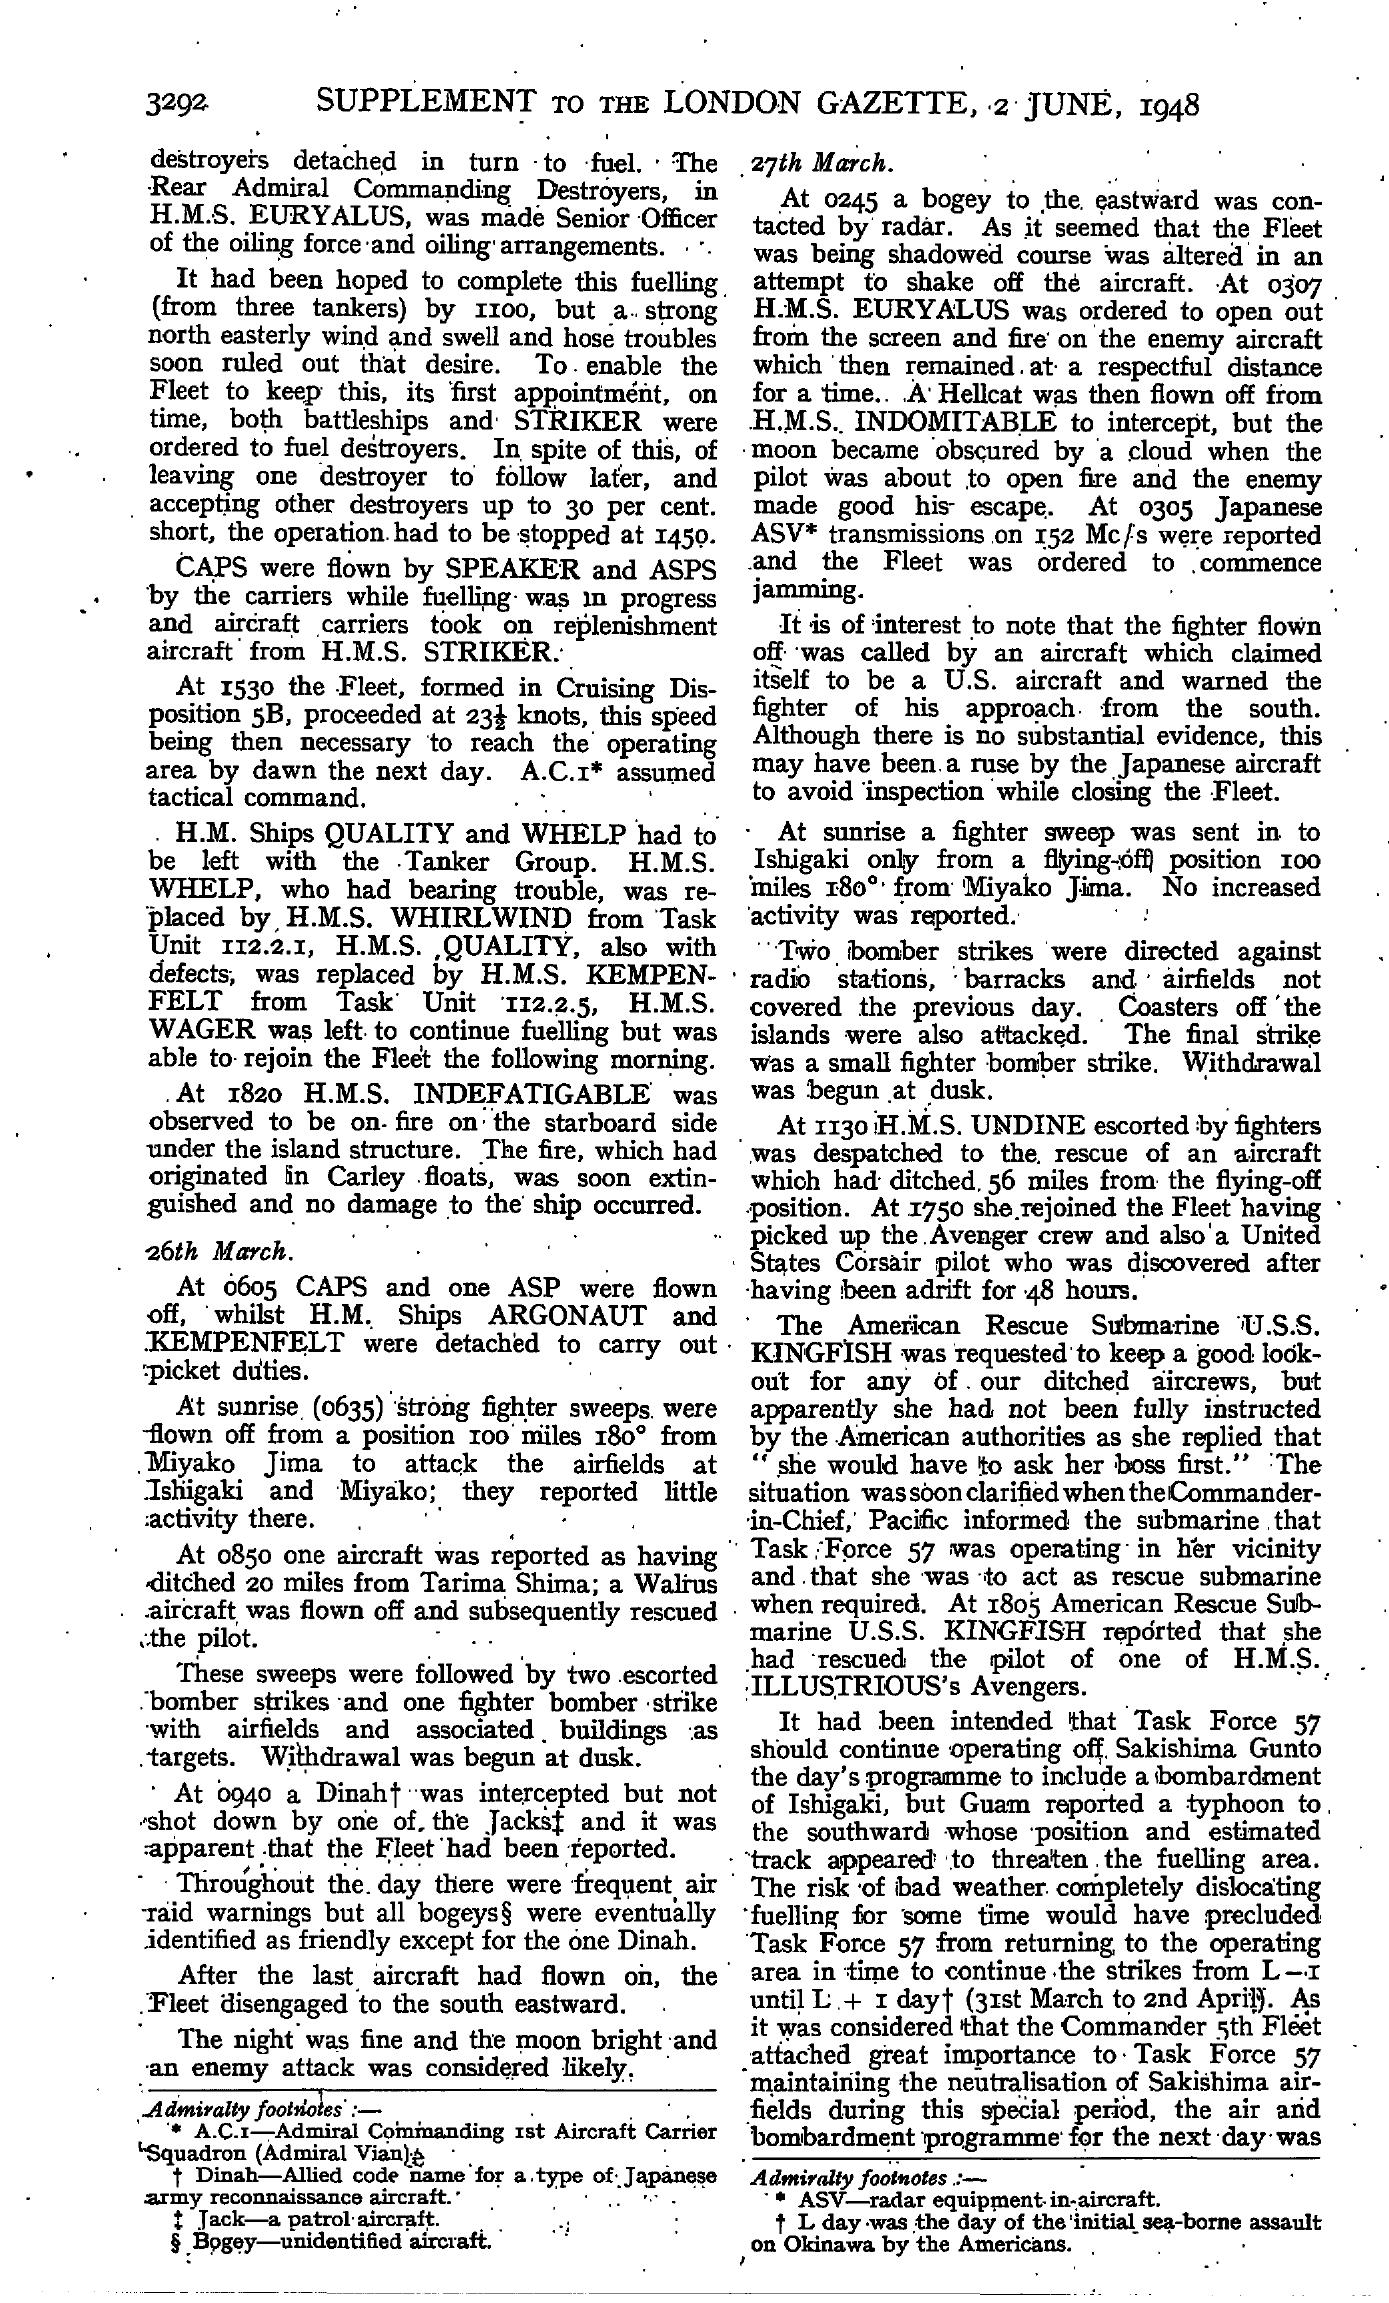 3292 SUPPLEMENT TO THE LONDON GAZETTE, 2 JUNE, 1948
destroyers detached in turn to fuel. The
Rear Admiral Commanding Destroyers, in
H.M.S. EURYALUS, was made Senior Officer
of the oiling force and oiling arrangements.
It had been hoped to complete this fuelling
(from three tankers) by 1100, but a strong
north easterly wind and swell and hose troubles
soon ruled out that desire. To enable the
Fleet to keep this, its first appointment, on
time, both battleships and STRIKER were
ordered to fuel destroyers. In spite of this, of
leaving one destroyer to follow later, and
accepting other destroyers up to 30 per cent.
short, the operation had to be stopped at 1450.
CAPS were flown by SPEAKER and ASPS
by the carriers while fuelling was in progress
and aircraft carriers took on replenishment
aircraft from H.M.S. STRIKER.
At 1530 the Fleet, formed in Cruising Dis-
position 5B, proceeded at 23½ knots, this speed
being then necessary to reach the operating
area by dawn the next day. A.C.1* assumed
tactical command.
H.M. Ships QUALITY and WHELP had to
be left with the Tanker Group. H.M.S.
WHELP, who had bearing trouble, was re-
placed by H.M.S. WHIRLWIND from Task
Unit 112.2.1, H.M.S. QUALITY, also with
defects, was replaced by H.M.S. KEMPEN-
FELT from Task Unit 112.2.5, H.M.S.
WAGER was left to continue fuelling but was
able to rejoin the Fleet the following morning.
At 1820 H.M.S. INDEFATIGABLE was
observed to be on fire on the starboard side
under the island structure. The fire, which had
originated in Carley floats, was soon extin-
guished and no damage to the ship occurred.
26th March.
At 0605 CAPS and one ASP were flown
off, whilst H.M. Ships ARGONAUT and
KEMPENFELT were detached to carry out
picket duties.
At sunrise (0635) strong fighter sweeps were
flown off from a position 100 miles 180° from
Miyako Jima to attack the airfields at
Ishigaki and Miyako; they reported little
activity there.
At 0850 one aircraft was reported as having
ditched 20 miles from Tarima Shima; a Walrus
aircraft was flown off and subsequently rescued
the pilot.
These sweeps were followed by two escorted
bomber strikes and one fighter bomber strike
with airfields and associated buildings as
targets. Withdrawal was begun at dusk.
At 0940 a Dinah† was intercepted but not
shot down by one of the Jacks‡ and it was
apparent that the Fleet had been reported.
Throughout the day there were frequent air
raid warnings but all bogeys§ were eventually
identified as friendly except for the one Dinah.
After the last aircraft had flown on, the
Fleet disengaged to the south eastward.
The night was fine and the moon bright and
an enemy attack was considered likely.
Admiralty footnotes :—
* A.C.1—Admiral Commanding 1st Aircraft Carrier
Squadron (Admiral Vian).
† Dinah—Allied code name for a type of Japanese
army reconnaissance aircraft.
‡ Jack—a patrol aircraft.
§ Bogey—unidentified aircraft.
27th March.
At 0245 a bogey to the eastward was con-
tacted by radar. As it seemed that the Fleet
was being shadowed course was altered in an
attempt to shake off the aircraft. At 0307
H.M.S. EURYALUS was ordered to open out
from the screen and fire on the enemy aircraft
which then remained at a respectful distance
for a time. A Hellcat was then flown off from
H.M.S. INDOMITABLE to intercept, but the
moon became obscured by a cloud when the
pilot was about to open fire and the enemy
made good his escape. At 0305 Japanese
ASV* transmissions on 152 Mc/s were reported
and the Fleet was ordered to commence
jamming.
It is of interest to note that the fighter flown
off was called by an aircraft which claimed
itself to be a U.S. aircraft and warned the
fighter of his approach from the south.
Although there is no substantial evidence, this
may have been a ruse by the Japanese aircraft
to avoid inspection while closing the Fleet.
At sunrise a fighter sweep was sent in to
Ishigaki only from a flying-off position 100
miles 180° from Miyako Jima. No increased
activity was reported.
Two bomber strikes were directed against
radio stations, barracks and airfields not
covered the previous day. Coasters off the
islands were also attacked. The final strike
was a small fighter bomber strike. Withdrawal
was begun at dusk.
At 1130 H.M.S. UNDINE escorted by fighters
was despatched to the rescue of an aircraft
which had ditched 56 miles from the flying-off
position. At 1750 she rejoined the Fleet having
picked up the Avenger crew and also a United
States Corsair pilot who was discovered after
having been adrift for 48 hours.
The American Rescue Submarine U.S.S.
KINGFISH was requested to keep a good look-
out for any of our ditched aircrews, but
apparently she had not been fully instructed
by the American authorities as she replied that
" she would have to ask her boss first." The
situation was soon clarified when the Commander-
in-Chief, Pacific informed the submarine that
Task Force 57 was operating in her vicinity
and that she was to act as rescue submarine
when required. At 1805 American Rescue Sub-
marine U.S.S. KINGFISH reported that she
had rescued the pilot of one of H.M.S.
ILLUSTRIOUS's Avengers.
It had been intended that Task Force 57
should continue operating off Sakishima Gunto
the day's programme to include a bombardment
of Ishigaki, but Guam reported a typhoon to
the southward whose position and estimated
track appeared to threaten the fuelling area.
The risk of bad weather completely dislocating
fuelling for some time would have precluded
Task Force 57 from returning to the operating
area in time to continue the strikes from L—1
until L + 1 day† (31st March to 2nd April). As
it was considered that the Commander 5th Fleet
attached great importance to Task Force 57
maintaining the neutralisation of Sakishima air-
fields during this special period, the air and
bombardment programme for the next day was
Admiralty footnotes :—
* ASV—radar equipment in aircraft.
† L day was the day of the initial sea-borne assault
on Okinawa by the Americans.